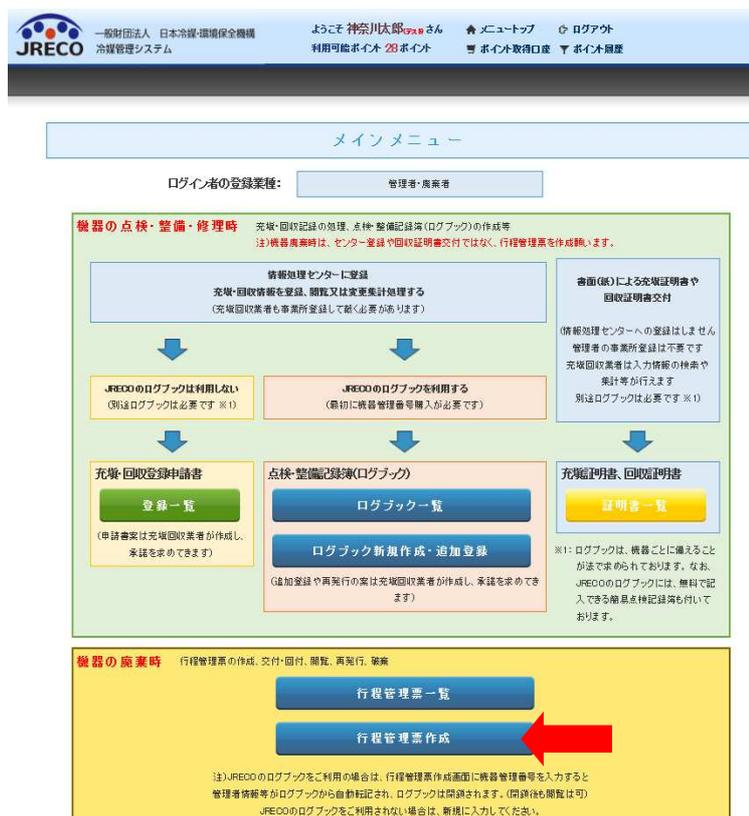 JRECO
一般財団法人 日本冷媒・環境保全機構
冷媒管理システム
ようこそ 神奈川太郎(テスト) さん
利用可能ポイント 28 ポイント
メニュートップ
ログアウト
ポイント取得口座
ポイント履歴
メインメニュー
ログイン者の登録業種:
管理者・廃棄者
機器の点検・整備・修理時 充塡・回収記録の処理、点検・整備記録簿(ログブック)の作成等
注)機器廃棄時は、センター登録や回収証明書交付ではなく、行程管理票を作成願います。
情報処理センターに登録
充塡・回収情報を登録、閲覧又は変更集計処理する
(充塡回収業者も事業所登録して戴く必要があります)
書面(紙)による充塡証明書や
回収証明書交付
(情報処理センターへの登録はしません
管理者の事業所登録は不要です
充塡回収業者は入力情報の検索や
集計等が行えます
別途ログブックは必要です ※1)
JRECOのログブックは利用しない
(別途ログブックは必要です ※1)
JRECOのログブックを利用する
(最初に機器管理番号購入が必要です)
充塡・回収登録申請書
登録一覧
(申請書案は充塡回収業者が作成し、
承諾を求めてきます)
点検・整備記録簿(ログブック)
ログブック一覧
ログブック新規作成・追加登録
(追加登録や再発行の案は充塡回収業者が作成し、承諾を求めてき
ます)
充塡証明書、回収証明書
証明書一覧
※1: ログブックは、機器ごとに備えること
が法で求められております。なお、
JRECOのログブックには、無料で記
入できる簡易点検記録簿も付いて
おります。
機器の廃棄時 行程管理票の作成、交付・回付、閲覧、再発行、破棄
行程管理票一覧
行程管理票作成
注)JRECOのログブックをご利用の場合は、行程管理票作成画面に機器管理番号を入力すると
管理者情報等がログブックから自動転記され、ログブックは閉鎖されます。(閉鎖後も閲覧は可)
JRECOのログブックをご利用されない場合は、新規に入力してください。